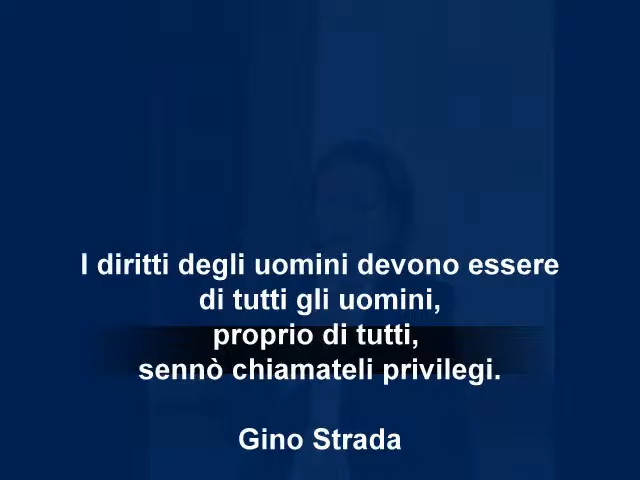 I diritti degli uomini devono essere
di tutti gli uomini,
proprio di tutti,
sennò chiamateli privilegi.
Gino Strada